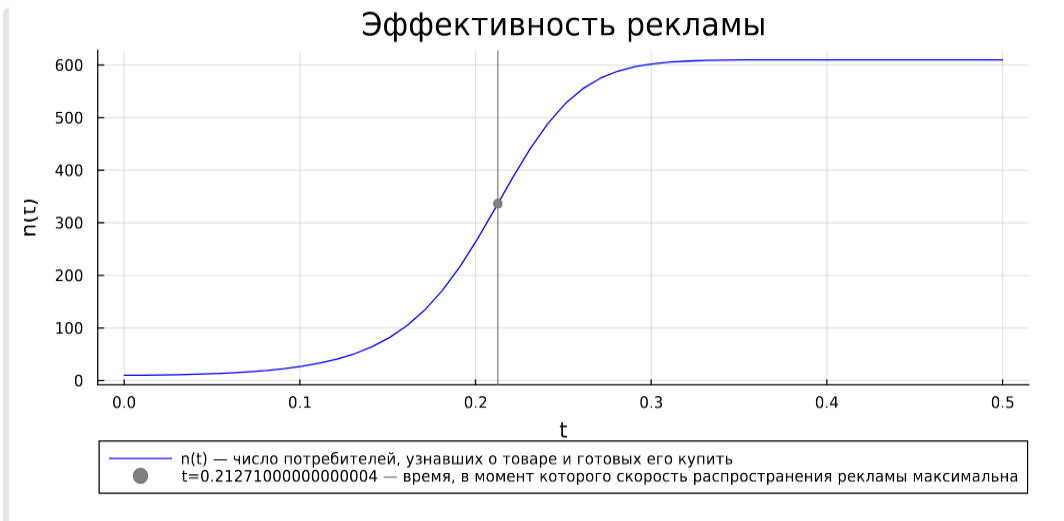 Эффективность рекламы
600
500
400
300
200
100
0
n(t)
0.0 0.1 0.2 0.3 0.4 0.5
t
n(t) — число потребителей, узнавших о товаре и готовых его купить
t=0.21271000000000004 — время, в момент которого скорость распространения рекламы максимальна